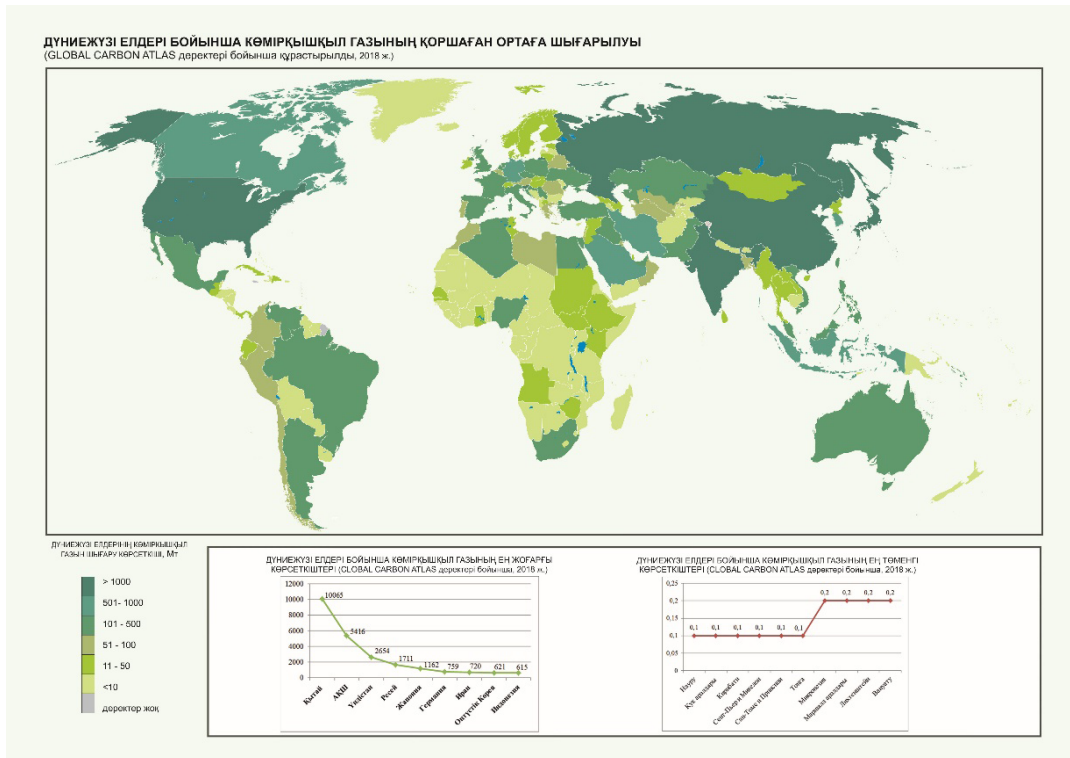 ДҮНИЕЖҮЗІ ЕЛДЕРІ БОЙЫНША КӨМІРҚЫШҚЫЛ ГАЗЫНЫҢ ҚОРШАҒАН ОРТАҒА ШЫҒАРЫЛУЫ
(GLOBAL CARBON ATLAS деректері бойынша құрастырылды, 2018 ж.)
ДҮНИЕЖҮЗІ ЕЛДЕРІНІҢ КӨМІРҚЫШҚЫЛ
ГАЗЫН ШЫҒАРУ КӨРСЕТКІШІ, Мт
> 1000
501- 1000
101 - 500
51 - 100
11 - 50
<10
деректер жоқ
ДҮНИЕЖҮЗІ ЕЛДЕРІ БОЙЫНША КӨМІРҚЫШҚЫЛ ГАЗЫНЫҢ ЕҢ ЖОҒАРҒЫ
КӨРСЕТКІШТЕРІ (GLOBAL CARBON ATLAS деректері бойынша, 2018 ж.)
12000
10000
8000
6000
4000
2000
0
10065
5416
2654
1711
1162
759
720
621
615
Қытай
АҚШ
Үндістан
Ресей
Жапония
Германия
Иран
Оңтүстік Корея
Индонезия
ДҮНИЕЖҮЗІ ЕЛДЕРІ БОЙЫНША КӨМІРҚЫШҚЫЛ ГАЗЫНЫҢ ЕҢ ТӨМЕНГІ
КӨРСЕТКІШТЕРІ (GLOBAL CARBON ATLAS деректері бойынша, 2018 ж.)
0,25
0,2
0,15
0,1
0,05
0
0,1
0,1
0,1
0,1
0,1
0,1
0,2
0,2
0,2
0,2
Науру
Кук аралдары
Кирибати
Сент-Пьер и Микелон
Сан-Томе и Принсипи
Тонга
Микронезия
Маршалл аралдары
Лихтенштейн
Вануату